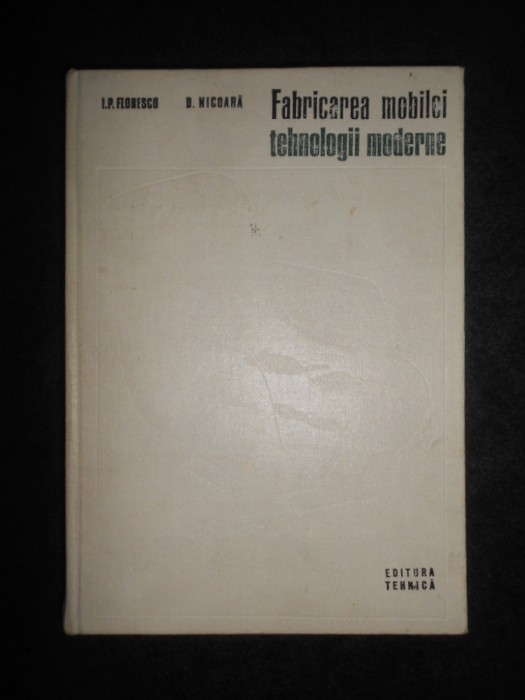 I.P. FLORESCU D. NICOARĂ Fabricarea mobilei
tehnologii moderne
EDITURA
TEHNICĂ